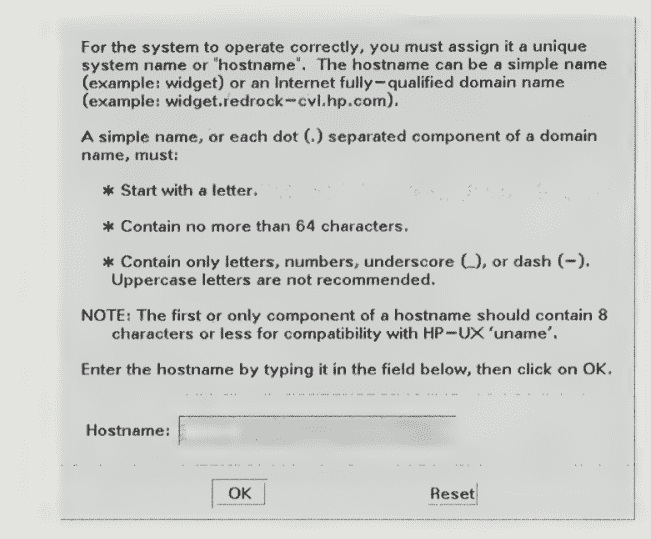 For the system to operate correctly, you must assign it a unique
system name or "hostname". The hostname can be a simple name
(example: widget) or an Internet fully-qualified domain name
(example: widget.redrock-cvl.hp.com).
A simple name, or each dot (.) separated component of a domain
name, must:
* Start with a letter.
* Contain no more than 64 characters.
* Contain only letters, numbers, underscore (_), or dash (-).
Uppercase letters are not recommended.
NOTE: The first or only component of a hostname should contain 8
characters or less for compatibility with HP-UX 'uname'.
Enter the hostname by typing it in the field below, then click on OK.
Hostname:
OK Reset